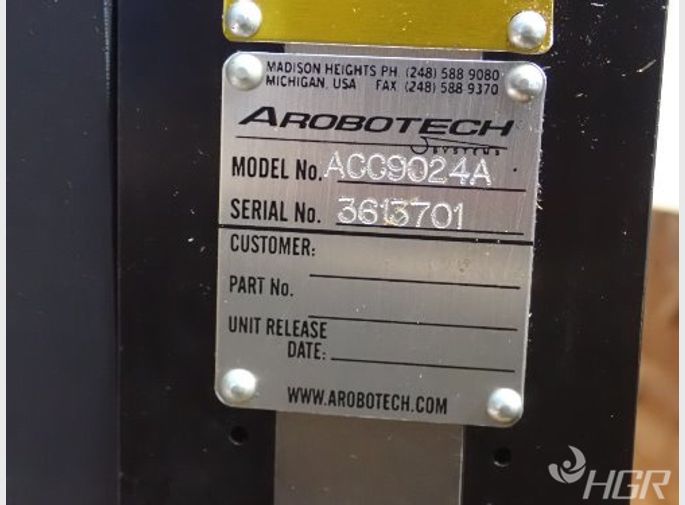 MADISON HEIGHTS PH. (248) 588 9080
MICHIGAN, USA FAX (248) 588 9370
AROBOTECH
SYSTEMS
MODEL No. ACC9024A
SERIAL No. 3613701
CUSTOMER:
PART No.
UNIT RELEASE
DATE:
WWW.AROBOTECH.COM
HGR